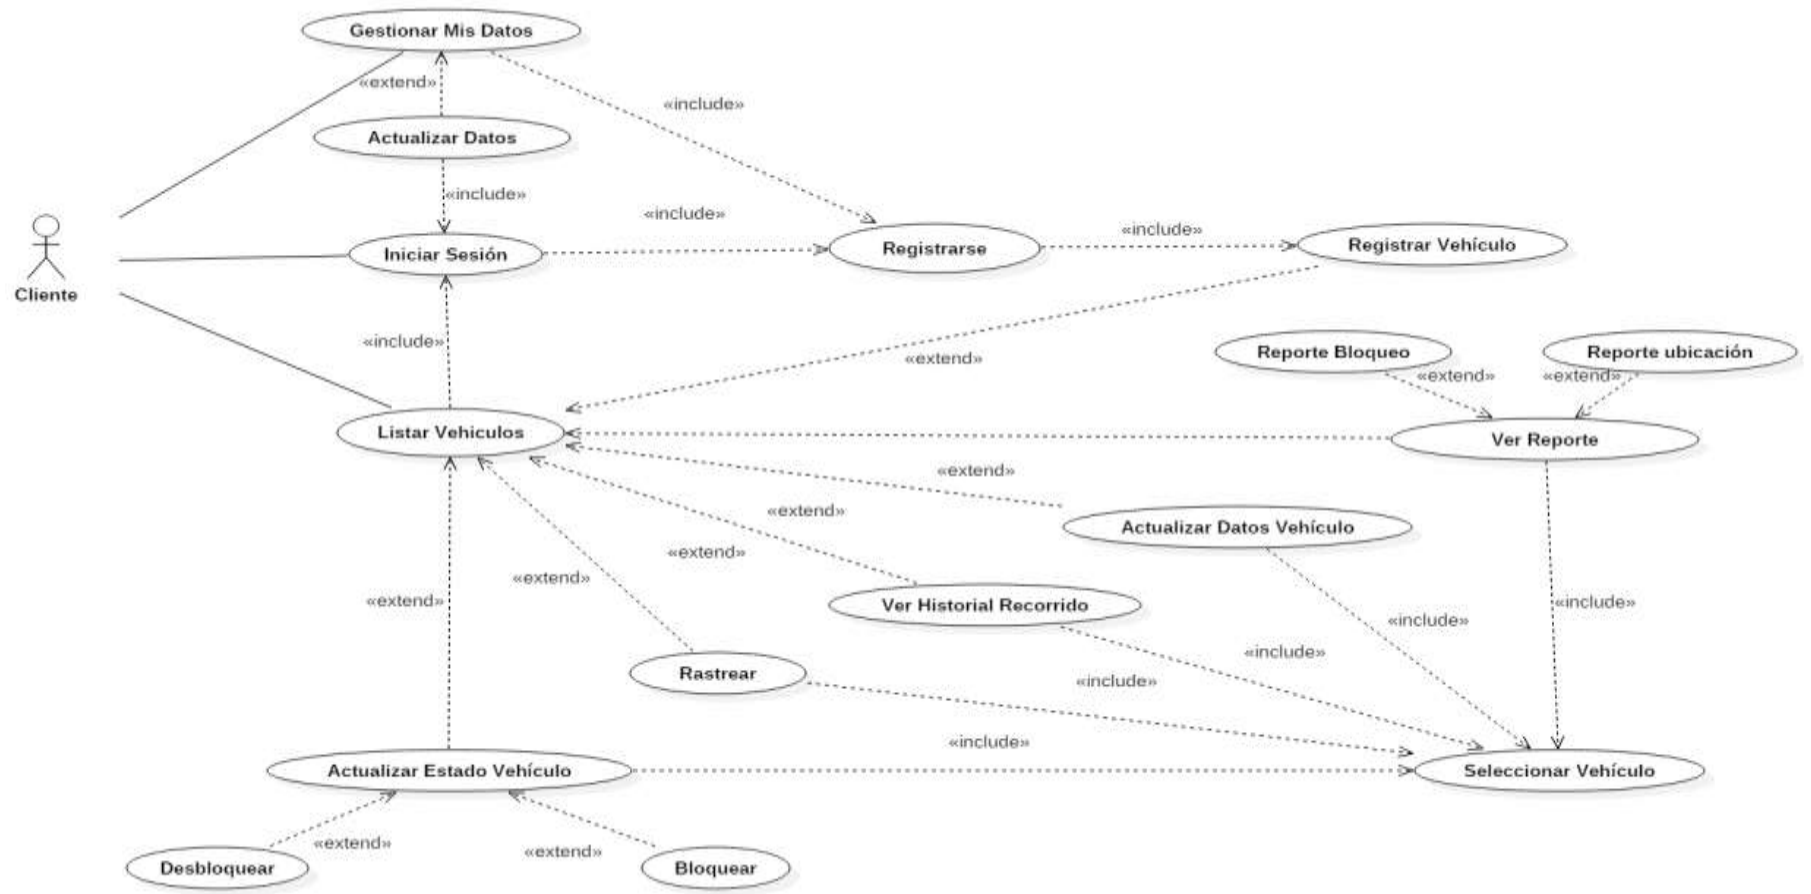 Gestionar Mis Datos
«extend»
«include»
Actualizar Datos
«include»
«include»
«include»
Registrarse
Registrar Vehículo
Iniciar Sesión
Cliente
«include»
«extend»
Reporte Bloqueo
Reporte ubicación
«extend»
«extend»
Listar Vehiculos
Ver Reporte
«extend»
«extend»
Actualizar Datos Vehículo
«extend»
«extend»
«extend»
Ver Historial Recorrido
«include»
«include»
«include»
Rastrear
«include»
«include»
Actualizar Estado Vehículo
Seleccionar Vehículo
«extend»
«extend»
Desbloquear
Bloquear